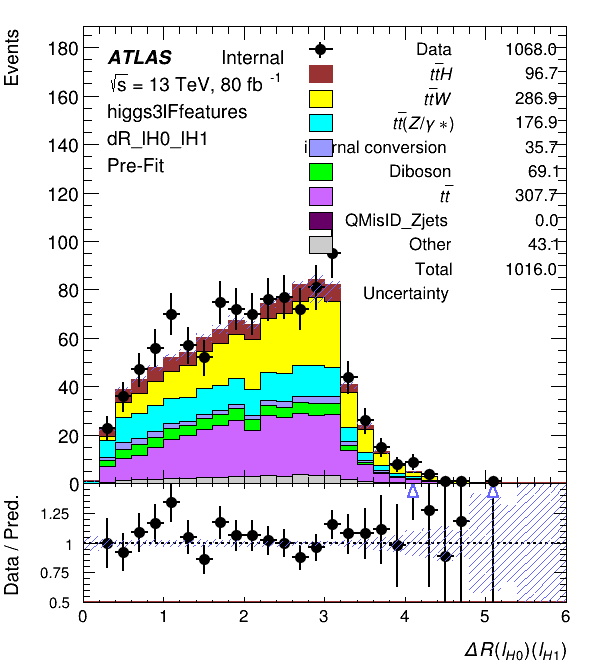 Events
180
160
140
120
100
80
60
40
20
0
ATLAS Internal
√s = 13 TeV, 80 fb⁻¹
higgs3lFfeatures
dR_lH0_lH1
Pre-Fit
Data 1068.0
tt̄H 96.7
tt̄W 286.9
tt̄(Z/γ∗) 176.9
conversion 35.7
Diboson 69.1
tt̄ 307.7
QMisID_Zjets 0.0
Other 43.1
Total 1016.0
Uncertainty
Data / Pred.
1.25
1
0.75
0.5
0 1 2 3 4 5 6
ΔR(l_H0)(l_H1)